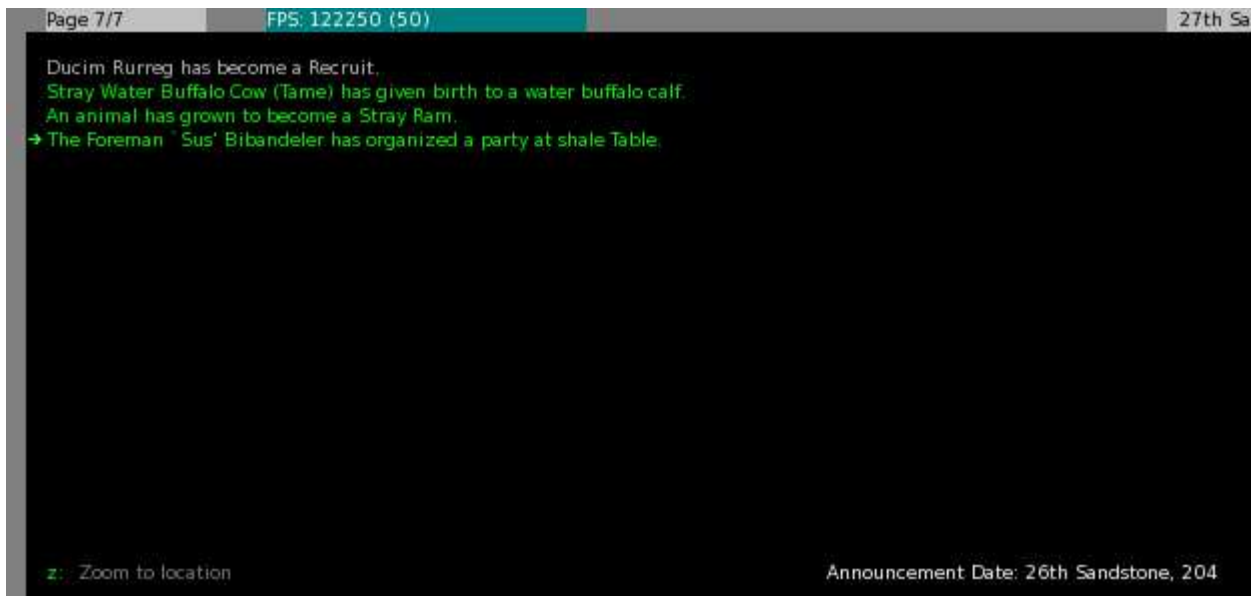 Page 7/7 FPS: 122250 (50) 27th Sa
Ducim Rurreg has become a Recruit.
Stray Water Buffalo Cow (Tame) has given birth to a water buffalo calf.
An animal has grown to become a Stray Ram.
→ The Foreman `Sus' Bibandeler has organized a party at shale Table.
z: Zoom to location Announcement Date: 26th Sandstone, 204